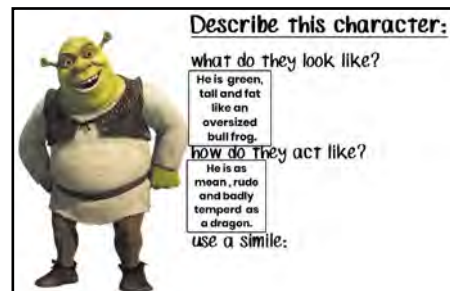 Describe this character:
what do they look like?
He is green,
tall and fat
like an
oversized
bull frog.
how do they act like?
He is as
mean , rude
and badly
temperd as
a dragon.
use a simile: